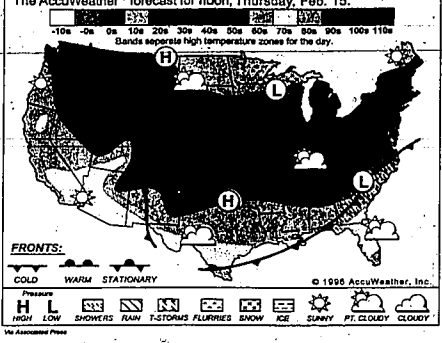 The AccuWeather® forecast for noon, Thursday, Feb. 15.
-10s -0s 0s 10s 20s 30s 40s 50s 60s 70s 80s 90s 100s 110s
Bands seperate high temperature zones for the day.
H
L
L
H
FRONTS:
COLD WARM STATIONARY
© 1996 AccuWeather, Inc.
Pressure
H L
HIGH LOW SHOWERS RAIN T-STORMS FLURRIES SNOW ICE SUNNY PT. CLOUDY CLOUDY
Via Associated Press